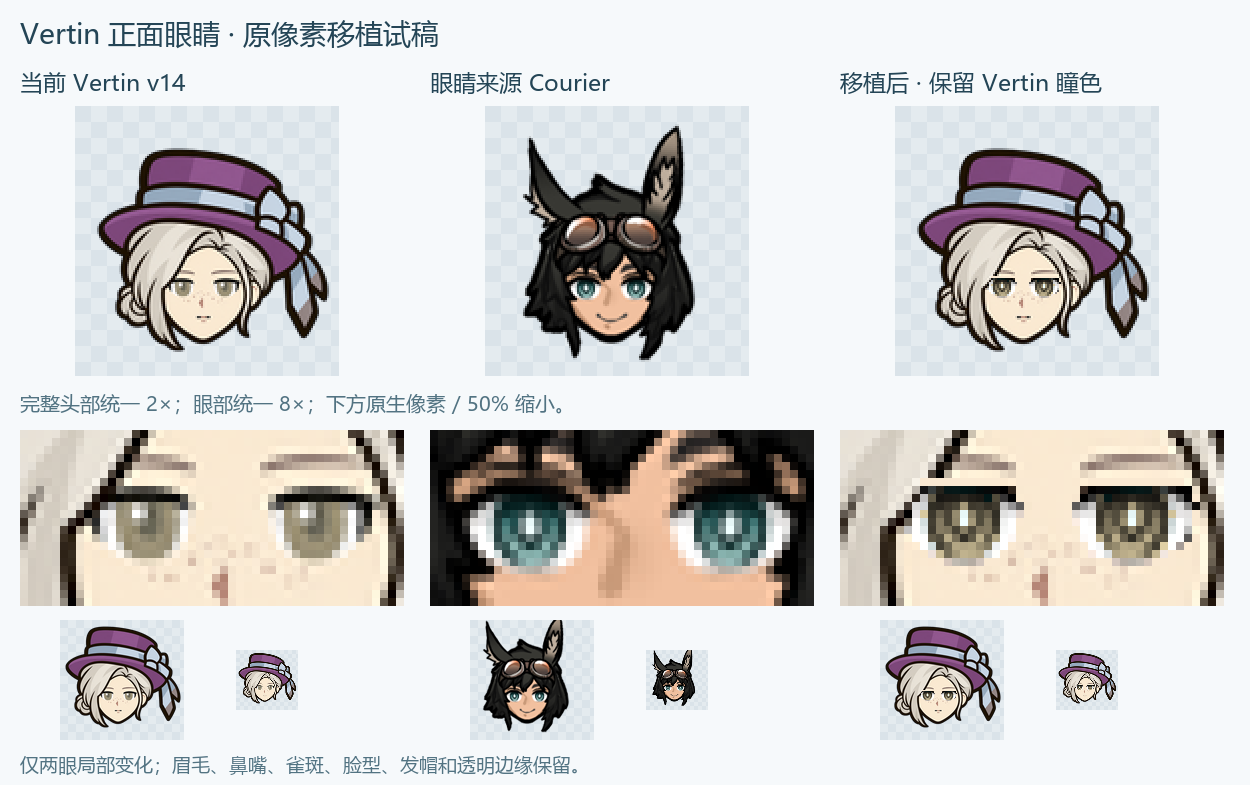 Vertin 正面眼睛 · 原像素移植试稿
当前 Vertin v14
眼睛来源 Courier
移植后 · 保留 Vertin 瞳色
完整头部统一 2×；眼部统一 8×；下方原生像素 / 50% 缩小。
仅两眼局部变化；眉毛、鼻嘴、雀斑、脸型、发帽和透明边缘保留。